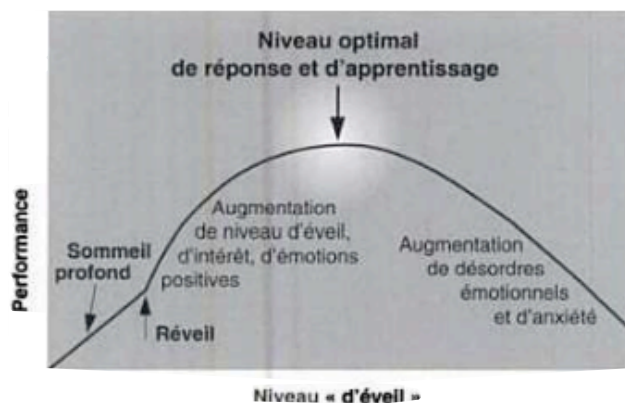 Niveau optimal
de réponse et d'apprentissage
Augmentation
de niveau d'éveil,
d'intérêt, d'émotions
positives
Sommeil
profond
Réveil
Augmentation
de désordres
émotionnels
et d'anxiété
Performance
Niveau « d'éveil »